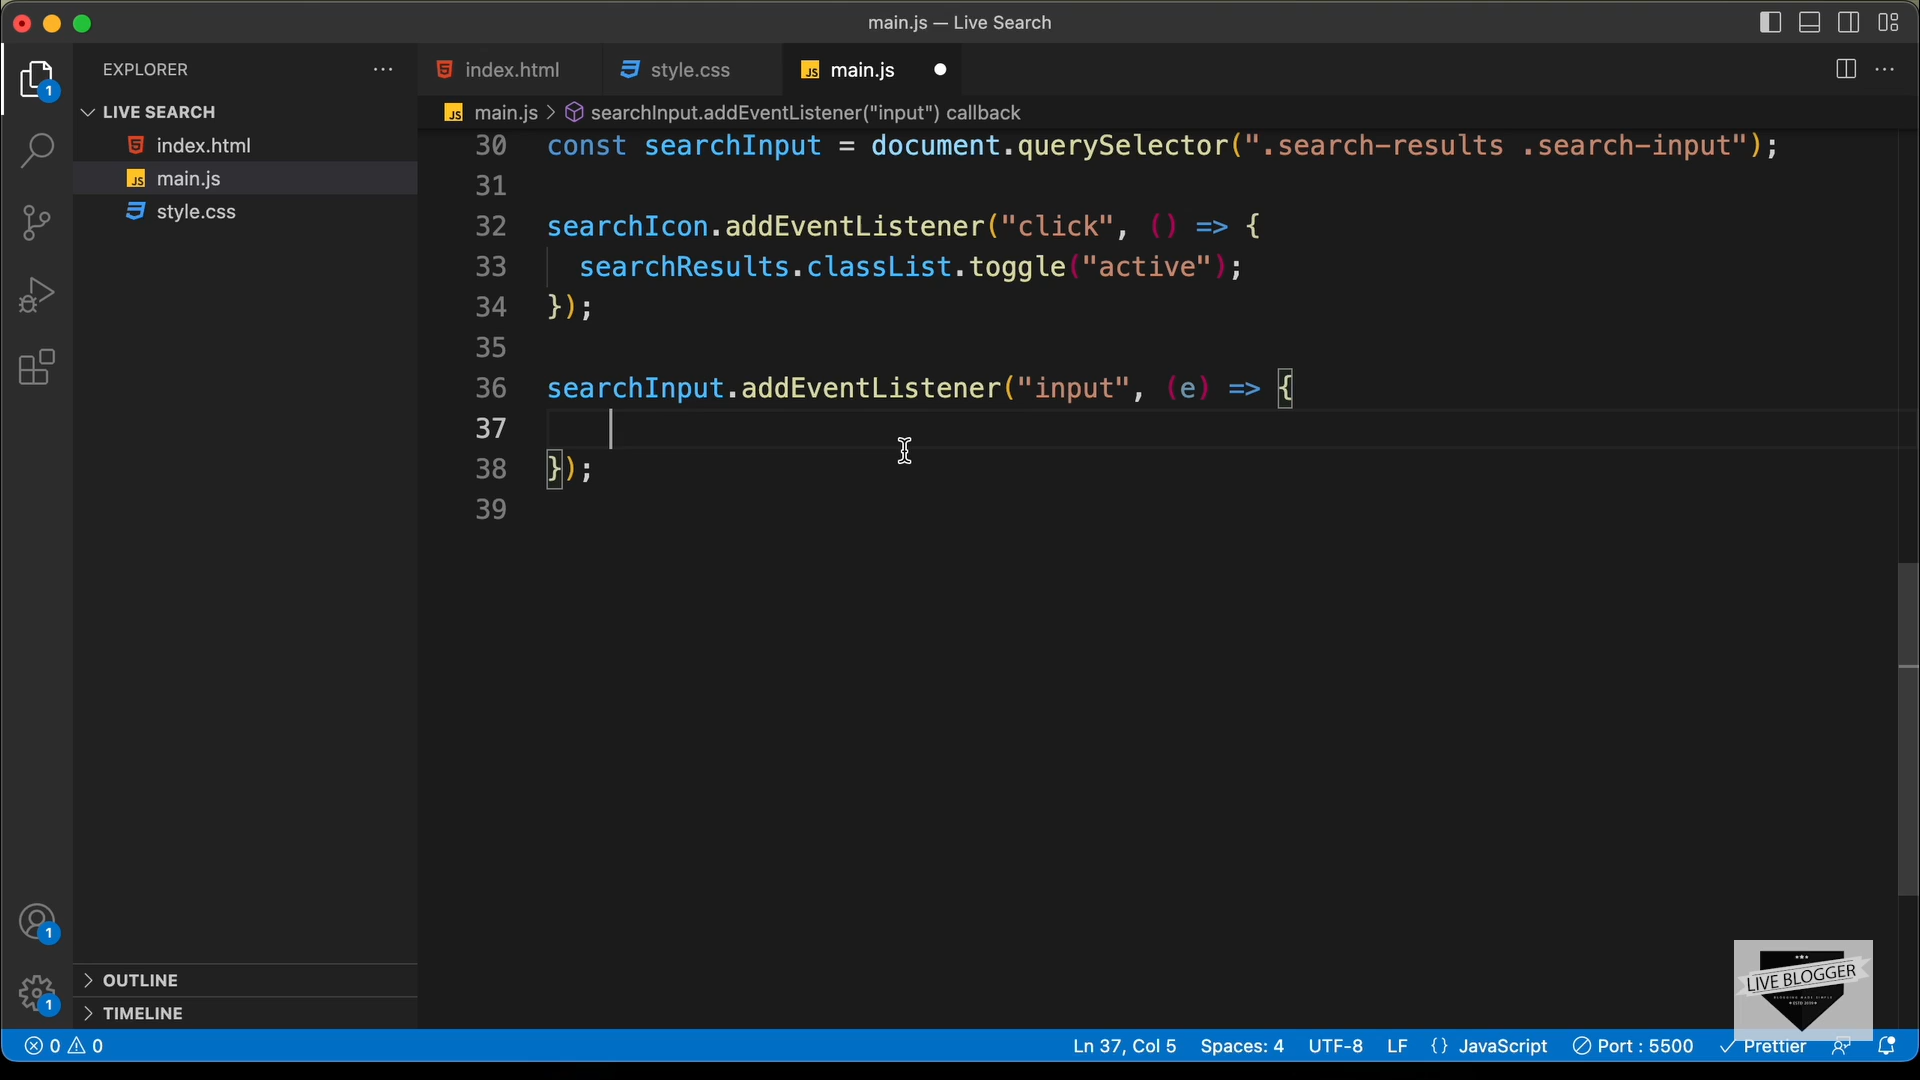 main.js — Live Search
EXPLORER
index.html
style.css
main.js
LIVE SEARCH
main.js > searchInput.addEventListener("input") callback
index.html
main.js
style.css
30 const searchInput = document.querySelector(".search-results .search-input");
31
32 searchIcon.addEventListener("click", () => {
33 searchResults.classList.toggle("active");
34 });
35
36 searchInput.addEventListener("input", (e) => {
37
38 });
39
1
1
1
OUTLINE
TIMELINE
LIVE BLOGGER
0 0
Ln 37, Col 5 Spaces: 4 UTF-8 LF {} JavaScript Port : 5500 Prettier